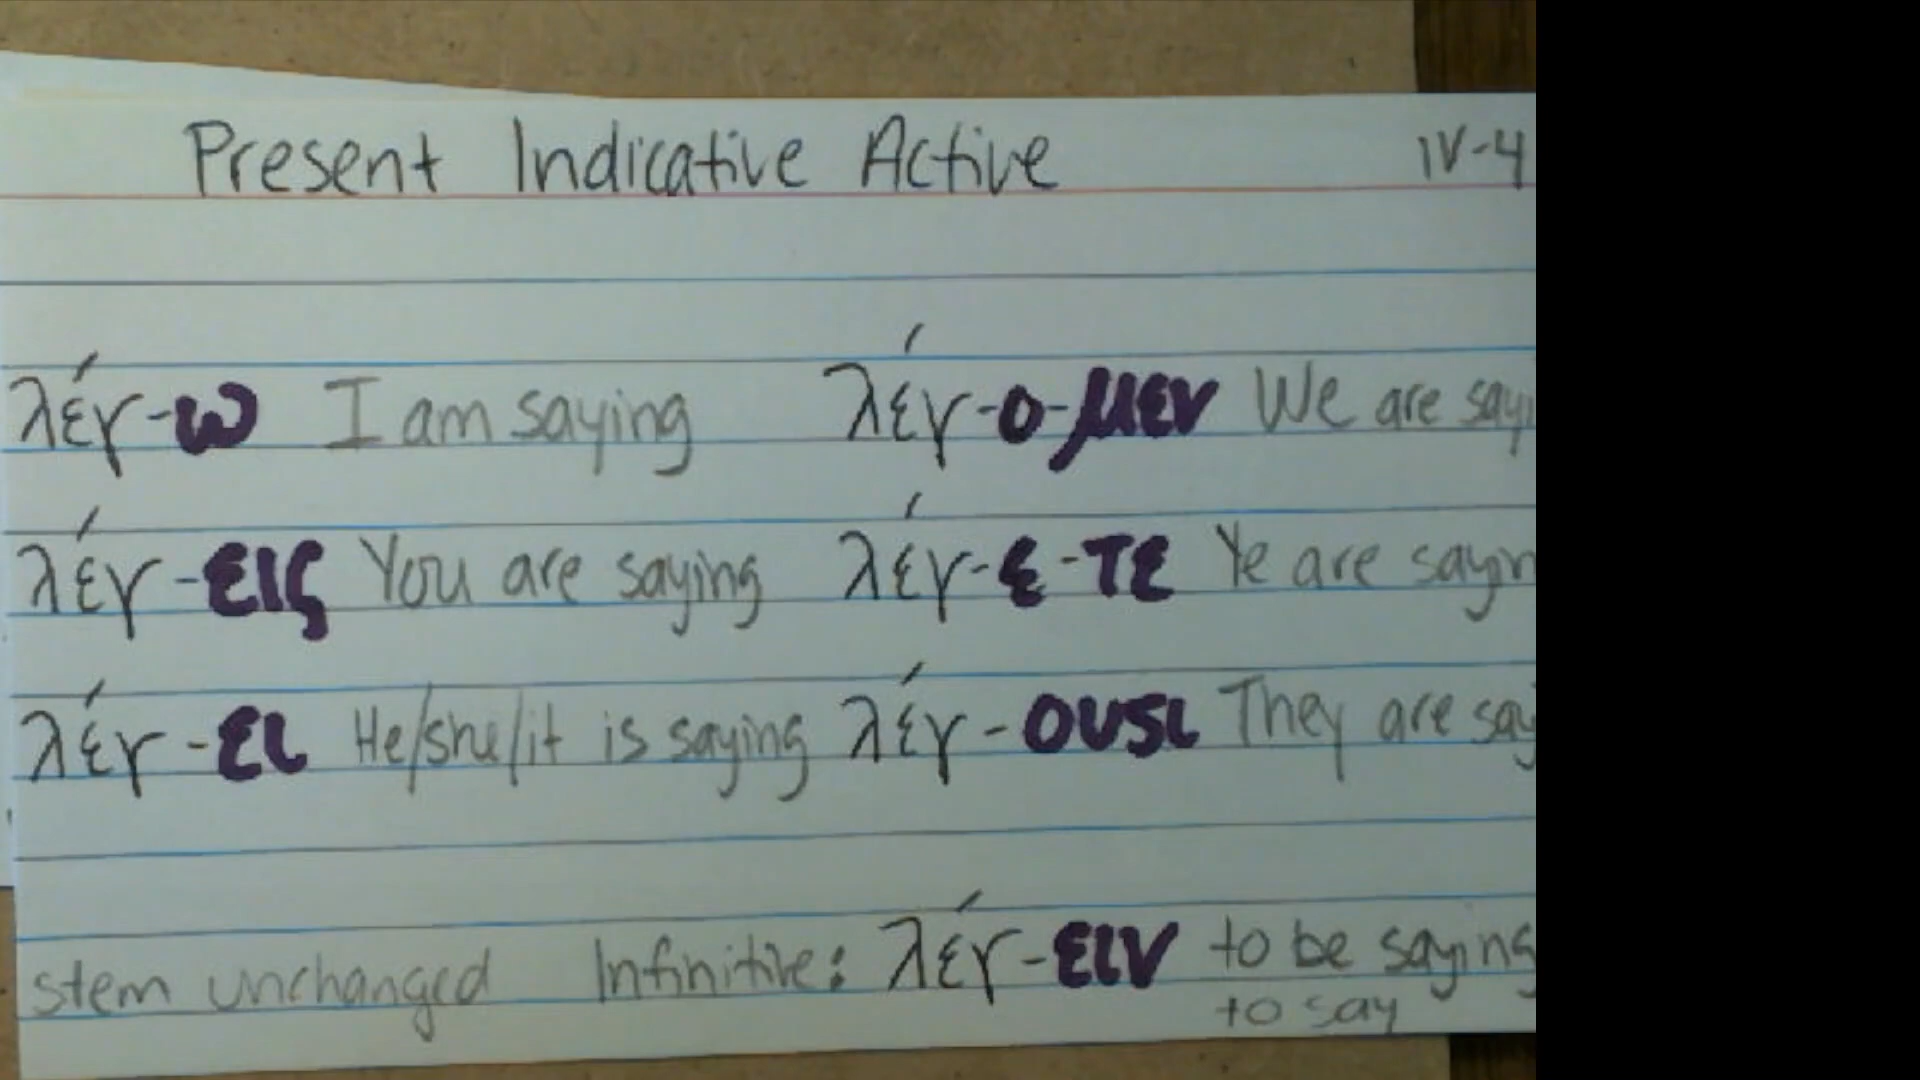 Present Indicative Active IV-4
λέγ-ω I am saying λέγ-ο-μεν We are sayi
λέγ-εις You are saying λέγ-ε-τε Ye are sayin
λέγ-ει He/she/it is saying λέγ-ουσι They are say
stem unchanged Infinitive: λέγ-ειν to be saying
to say